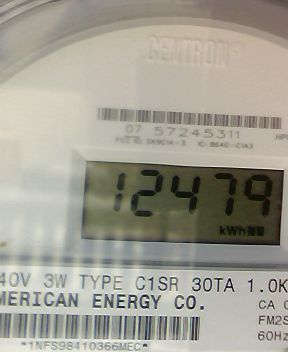 CENTRON®
07 57245311
12479
kWh
40V 3W TYPE C1SR 30TA 1.0K
MERICAN ENERGY CO.
CA 0
FM2S
60Hz
*1NFS98410366MEC*